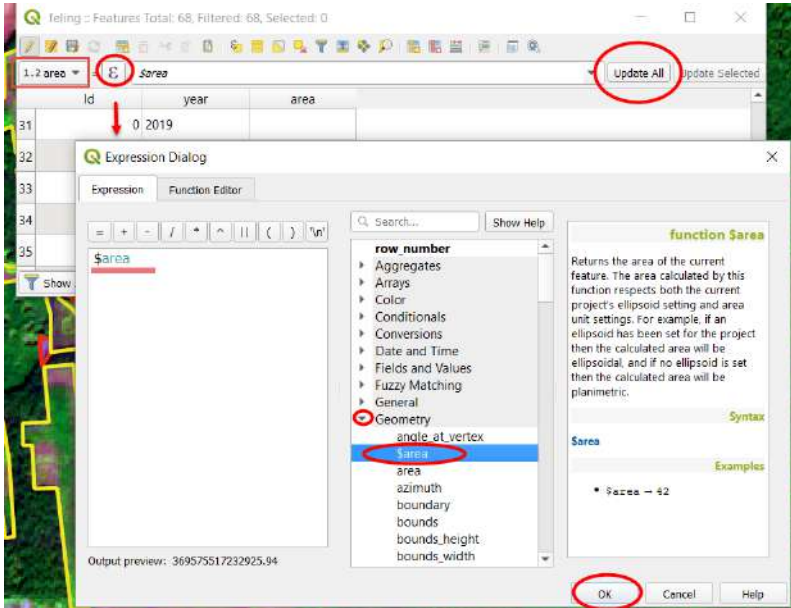 feling :: Features Total: 68, Filtered: 68, Selected: 0
1.2 area = ε $area Update All Update Selected
Id year area
31 0 2019
32
33
34
35
Show
Expression Dialog
Expression Function Editor
= + - / * ^ || ( ) '\n'
$area
Output preview: 369575517232925.94
Search... Show Help
row_number
Aggregates
Arrays
Color
Conditionals
Conversions
Date and Time
Fields and Values
Fuzzy Matching
General
Geometry
angle_at_vertex
$area
area
azimuth
boundary
bounds
bounds_height
bounds_width
function $area
Returns the area of the current
feature. The area calculated by this
function respects both the current
project's ellipsoid setting and area
unit settings. For example, if an
ellipsoid has been set for the project
then the calculated area will be
ellipsoidal, and if no ellipsoid is set
then the calculated area will be
planimetric.
Syntax
$area
Examples
• $area → 42
OK Cancel Help